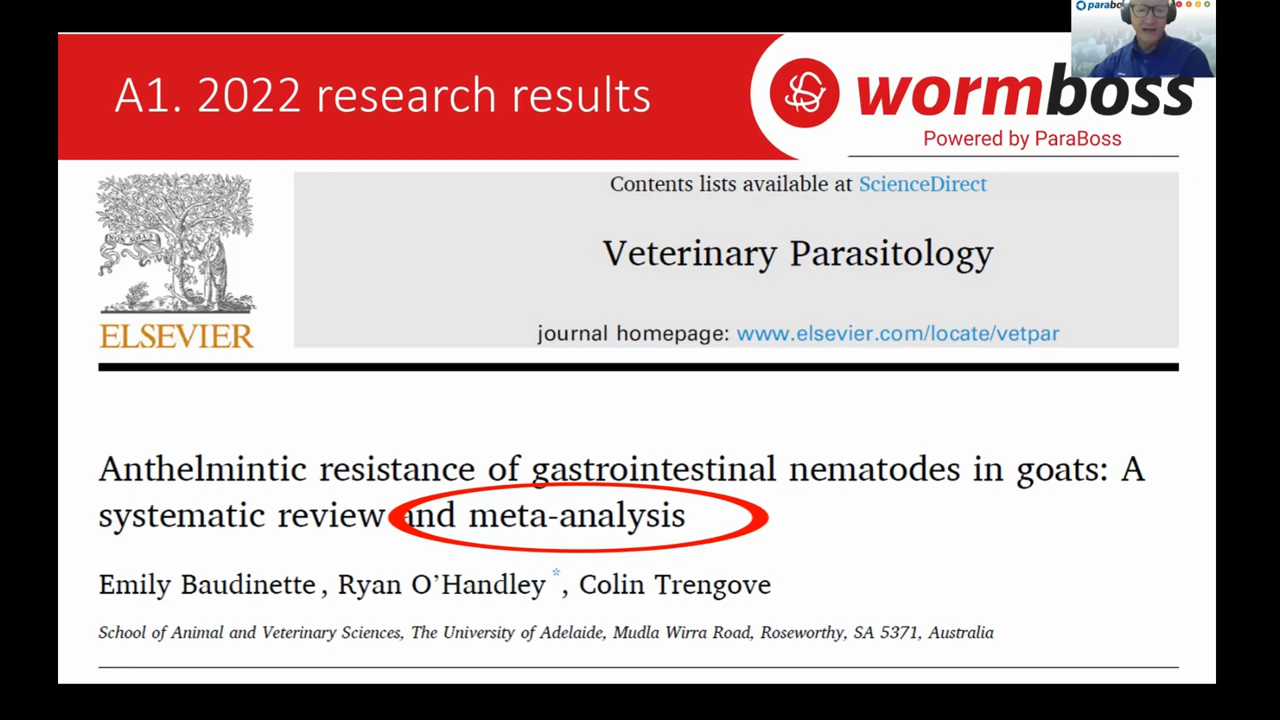 parabo
A1. 2022 research results
wormboss
Powered by ParaBoss
Contents lists available at ScienceDirect
Veterinary Parasitology
ELSEVIER
journal homepage: www.elsevier.com/locate/vetpar
Anthelmintic resistance of gastrointestinal nematodes in goats: A
systematic review and meta-analysis
Emily Baudinette, Ryan O’Handley*, Colin Trengove
School of Animal and Veterinary Sciences, The University of Adelaide, Mudla Wirra Road, Roseworthy, SA 5371, Australia